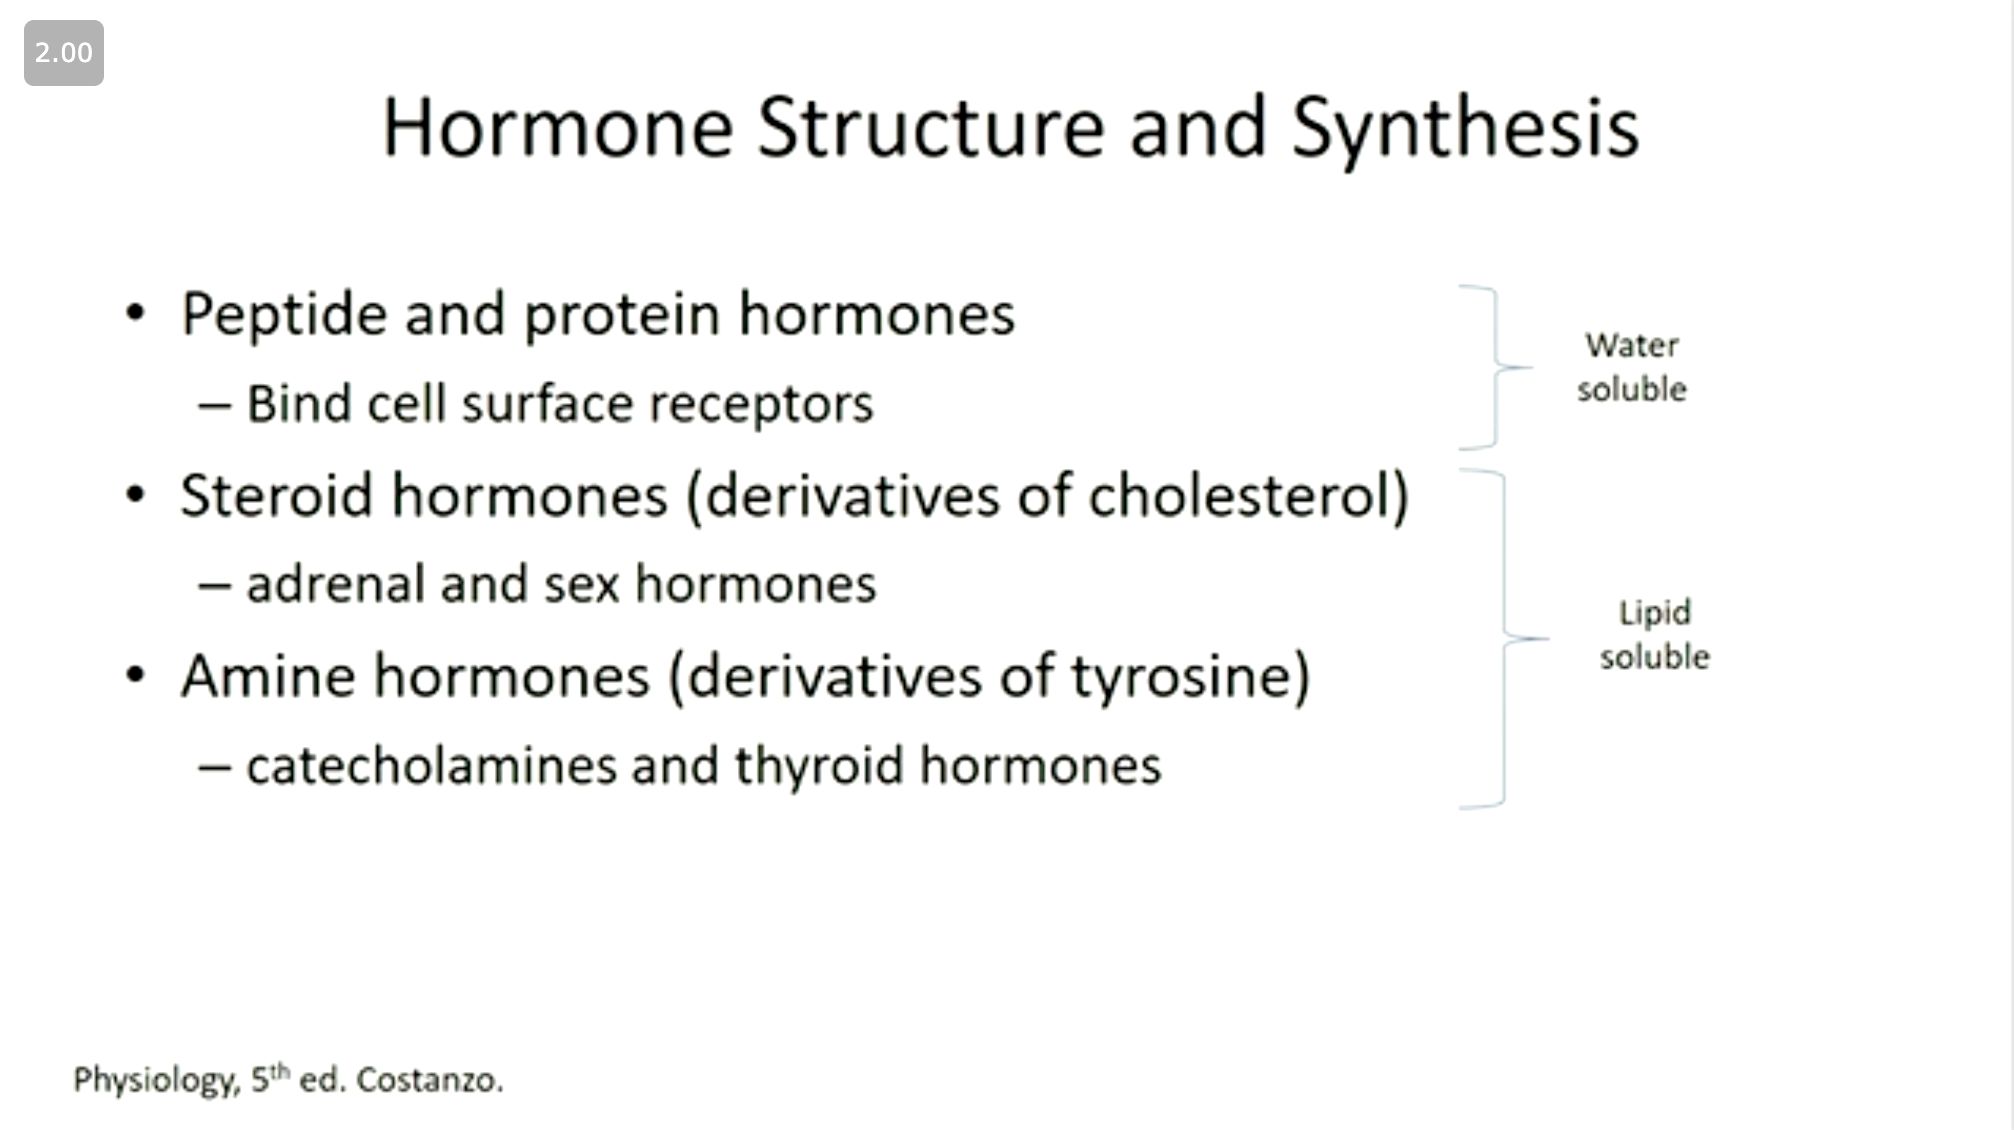 2.00
Hormone Structure and Synthesis
• Peptide and protein hormones
– Bind cell surface receptors
Water
soluble
• Steroid hormones (derivatives of cholesterol)
– adrenal and sex hormones
• Amine hormones (derivatives of tyrosine)
– catecholamines and thyroid hormones
Lipid
soluble
Physiology, 5th ed. Costanzo.